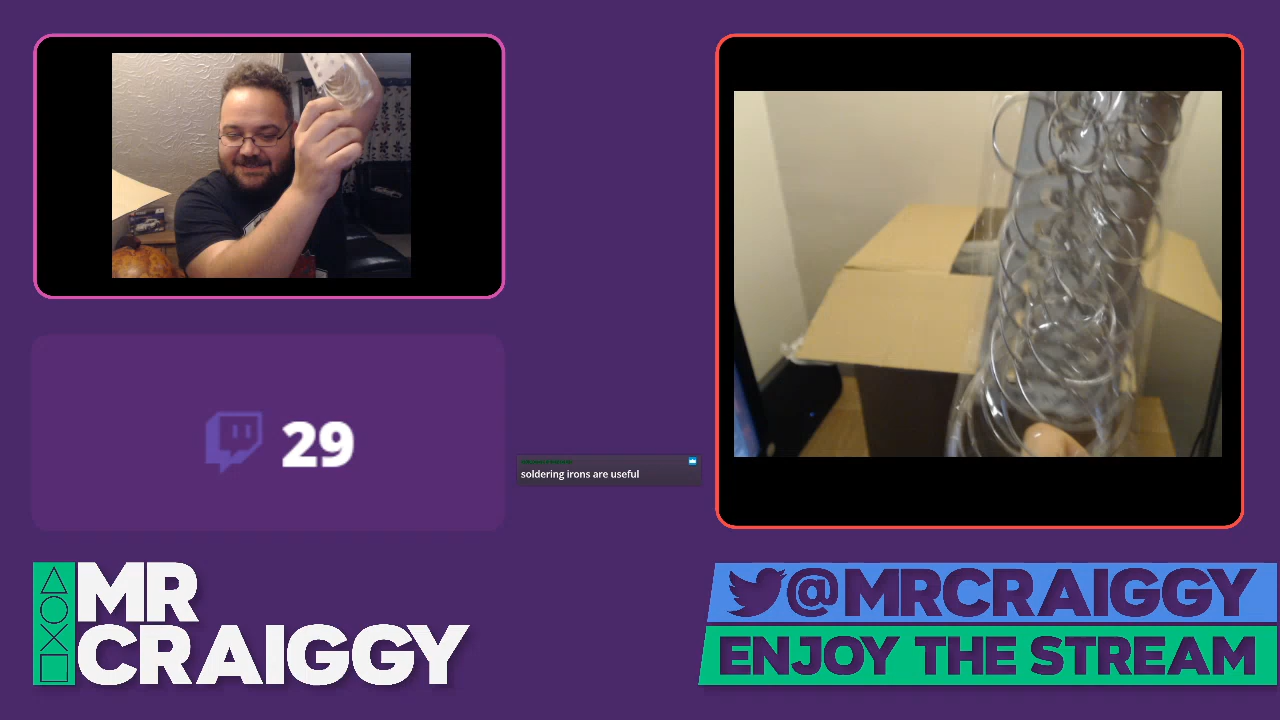 29
soldering irons are useful
MR
CRAIGGY
@MRCRAIGGY
ENJOY THE STREAM